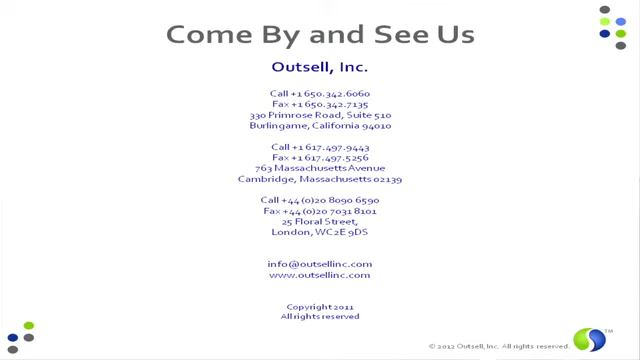 Come By and See Us
Outsell, Inc.
Call +1 650.342.6060
Fax +1 650.342.7135
330 Primrose Road, Suite 510
Burlingame, California 94010
Call +1 617.497.9443
Fax +1 617.497.5256
763 Massachusetts Avenue
Cambridge, Massachusetts 02139
Call +44 (0)20 8090 6590
Fax +44 (0)20 7031 8101
25 Floral Street,
London, WC2E 9DS
info@outsellinc.com
www.outsellinc.com
Copyright 2011
All rights reserved
© 2012 Outsell, Inc. All rights reserved.
TM